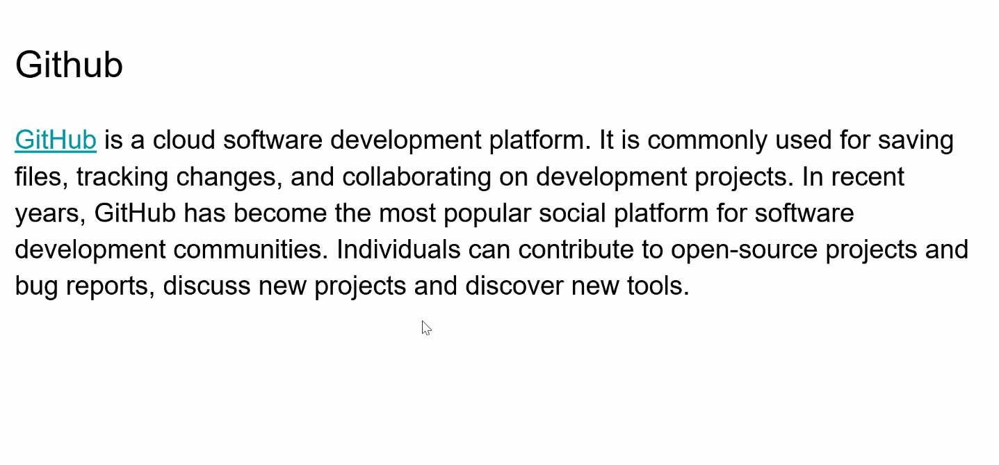 Github
GitHub is a cloud software development platform. It is commonly used for saving
files, tracking changes, and collaborating on development projects. In recent
years, GitHub has become the most popular social platform for software
development communities. Individuals can contribute to open-source projects and
bug reports, discuss new projects and discover new tools.